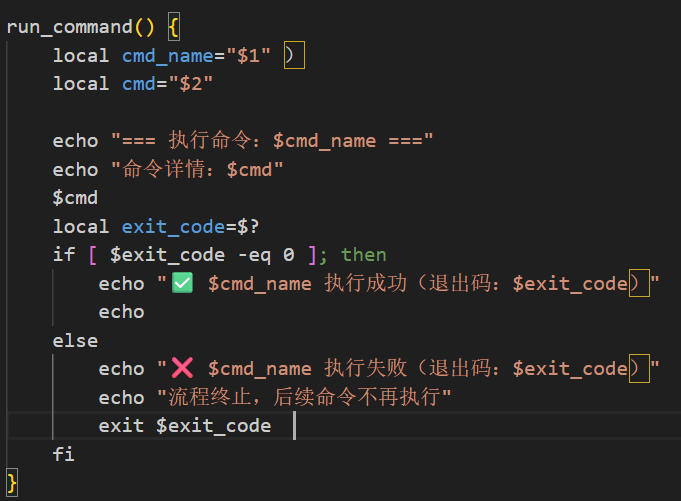 run_command() {
    local cmd_name="$1" ）
    local cmd="$2"

    echo "=== 执行命令：$cmd_name ==="
    echo "命令详情：$cmd"
    $cmd
    local exit_code=$?
    if [ $exit_code -eq 0 ]; then
        echo "✅ $cmd_name 执行成功（退出码：$exit_code）"
        echo
    else
        echo "❌ $cmd_name 执行失败（退出码：$exit_code）"
        echo "流程终止，后续命令不再执行"
        exit $exit_code
    fi
}